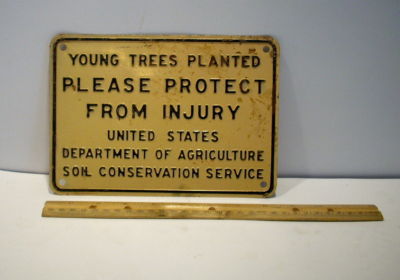 YOUNG TREES PLANTED
PLEASE PROTECT
FROM INJURY
UNITED STATES
DEPARTMENT OF AGRICULTURE
SOIL CONSERVATION SERVICE